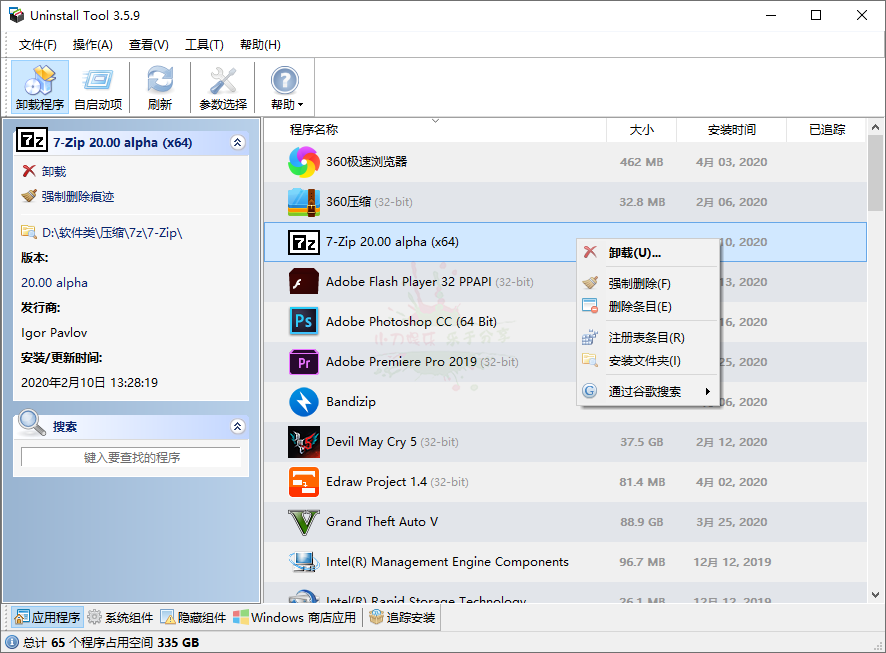 Uninstall Tool 3.5.9
文件(F) 操作(A) 查看(V) 工具(T) 帮助(H)
卸载程序 自启动项 刷新 参数选择 帮助
7-Zip 20.00 alpha (x64)
卸载
强制删除痕迹
D:\软件类\压缩\7z\7-Zip\
版本:
20.00 alpha
发行商:
Igor Pavlov
安装/更新时间:
2020年2月10日 13:28:19
搜索
键入要查找的程序
程序名称 大小 安装时间 已追踪
360极速浏览器 462 MB 4月 03, 2020
360压缩 (32-bit) 32.8 MB 2月 06, 2020
7z 7-Zip 20.00 alpha (x64) 10, 2020
Adobe Flash Player 32 PPAPI (32-bit) 13, 2020
Ps Adobe Photoshop CC (64 Bit) 16, 2020
Pr Adobe Premiere Pro 2019 (32-bit) 25, 2020
Bandizip 06, 2020
Devil May Cry 5 (32-bit) 37.5 GB 2月 12, 2020
Edraw Project 1.4 (32-bit) 81.4 MB 4月 02, 2020
Grand Theft Auto V 88.9 GB 3月 25, 2020
Intel(R) Management Engine Components 96.7 MB 12月 12, 2019
Intel(R) Rapid Storage Technology 26.1 MB 12月 12, 2019
卸载(U)...
强制删除(F)
删除条目(E)
注册表条目(R)
安装文件夹(I)
通过谷歌搜索
应用程序 系统组件 隐藏组件 Windows 商店应用 追踪安装
总计 65 个程序占用空间 335 GB